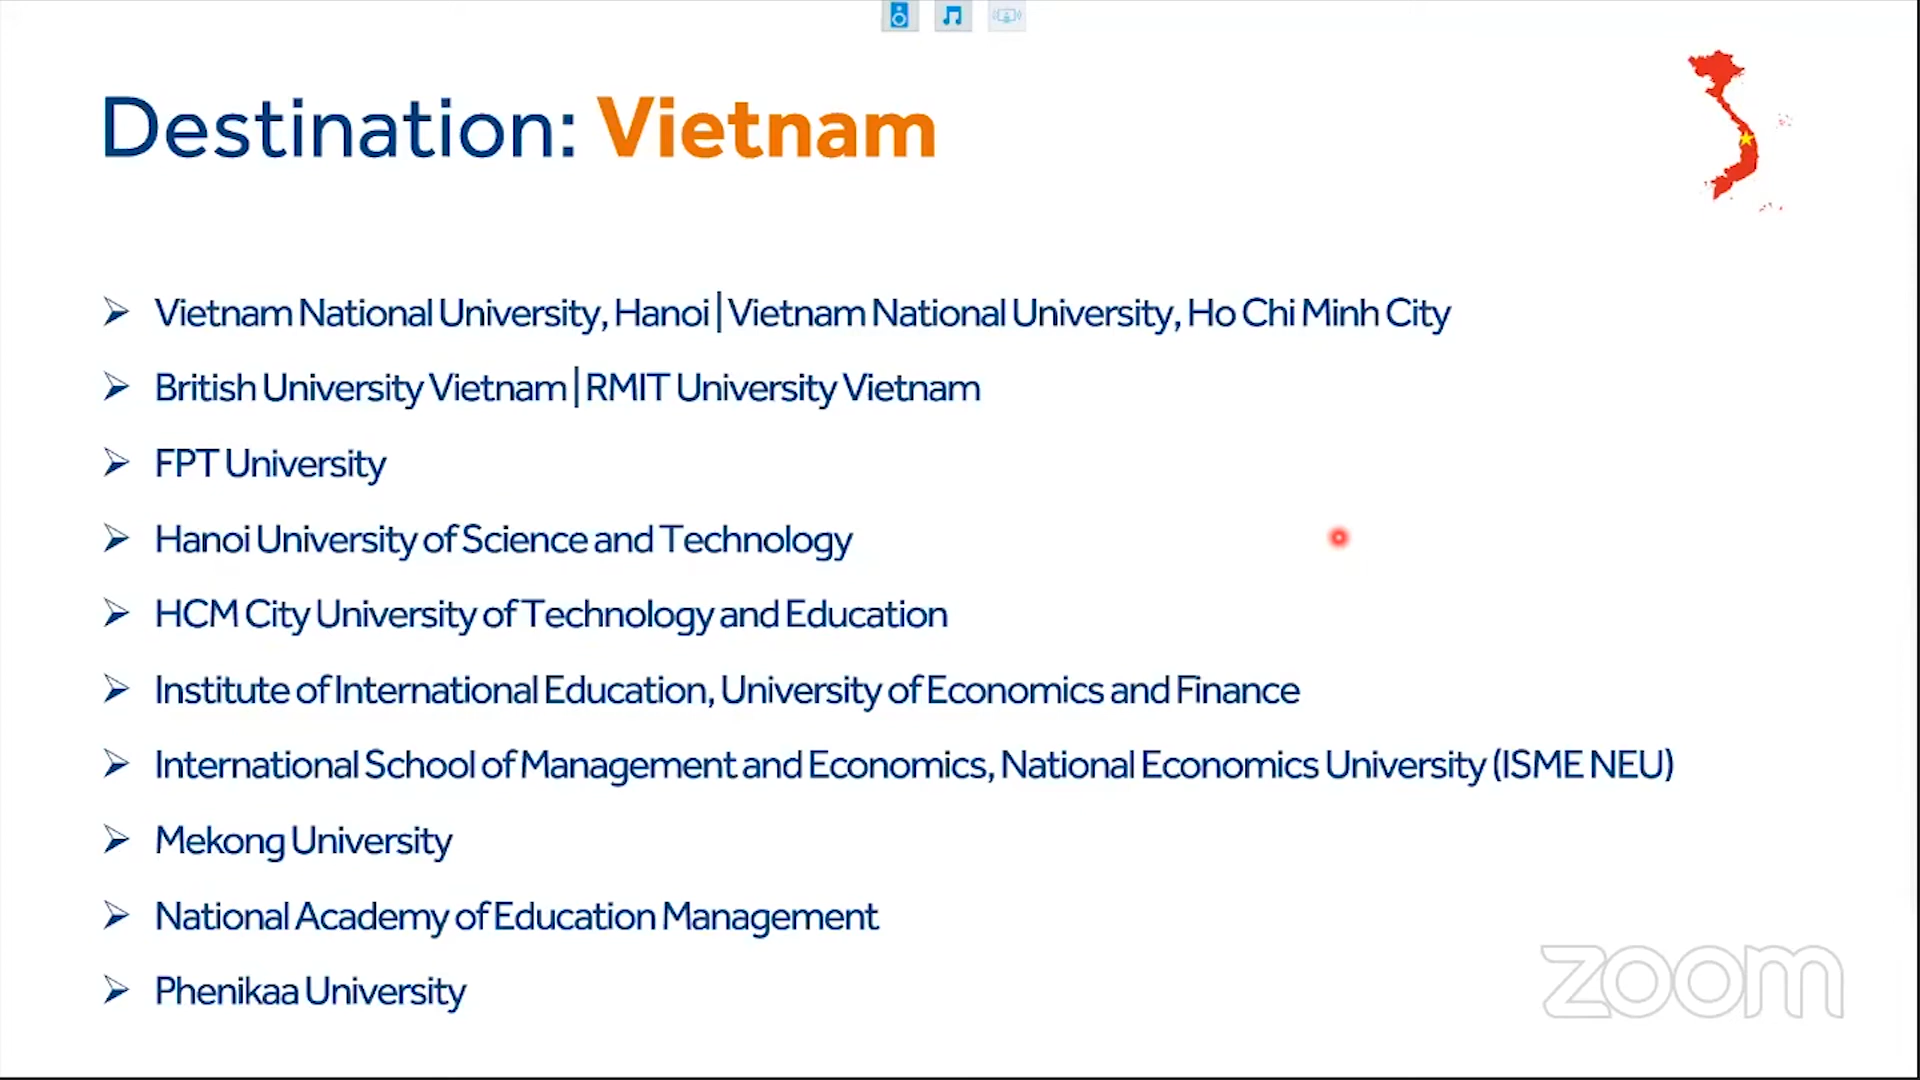 Destination: Vietnam
Vietnam National University, Hanoi | Vietnam National University, Ho Chi Minh City
British University Vietnam | RMIT University Vietnam
FPT University
Hanoi University of Science and Technology
HCM City University of Technology and Education
Institute of International Education, University of Economics and Finance
International School of Management and Economics, National Economics University (ISME NEU)
Mekong University
National Academy of Education Management
Phenikaa University
zoom